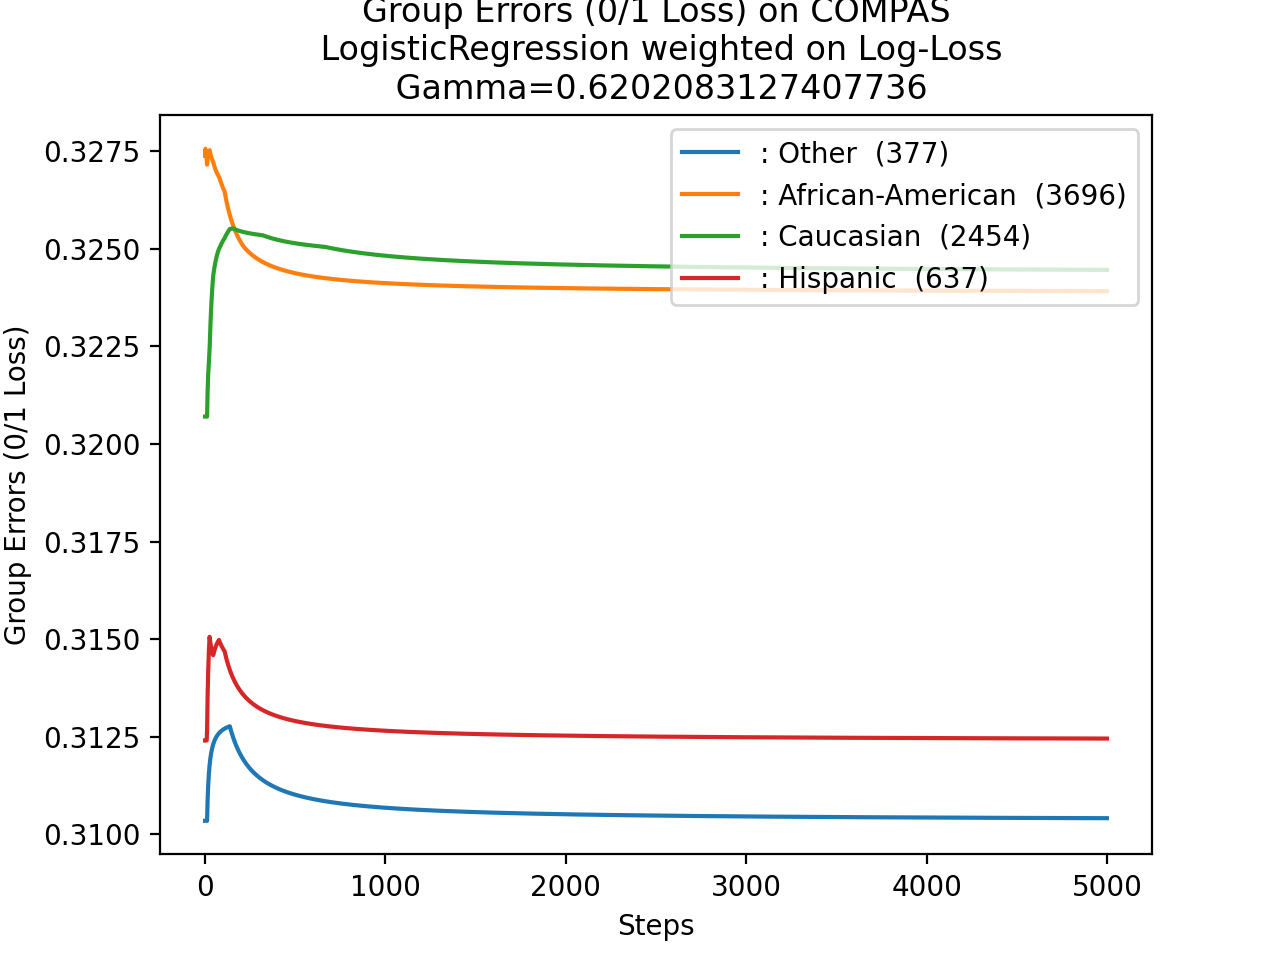 Group Errors (0/1 Loss) on COMPAS
LogisticRegression weighted on Log-Loss
Gamma=0.6202083127407736
: Other (377)
: African-American (3696)
: Caucasian (2454)
: Hispanic (637)
Group Errors (0/1 Loss)
0.3275
0.3250
0.3225
0.3200
0.3175
0.3150
0.3125
0.3100
0 1000 2000 3000 4000 5000
Steps